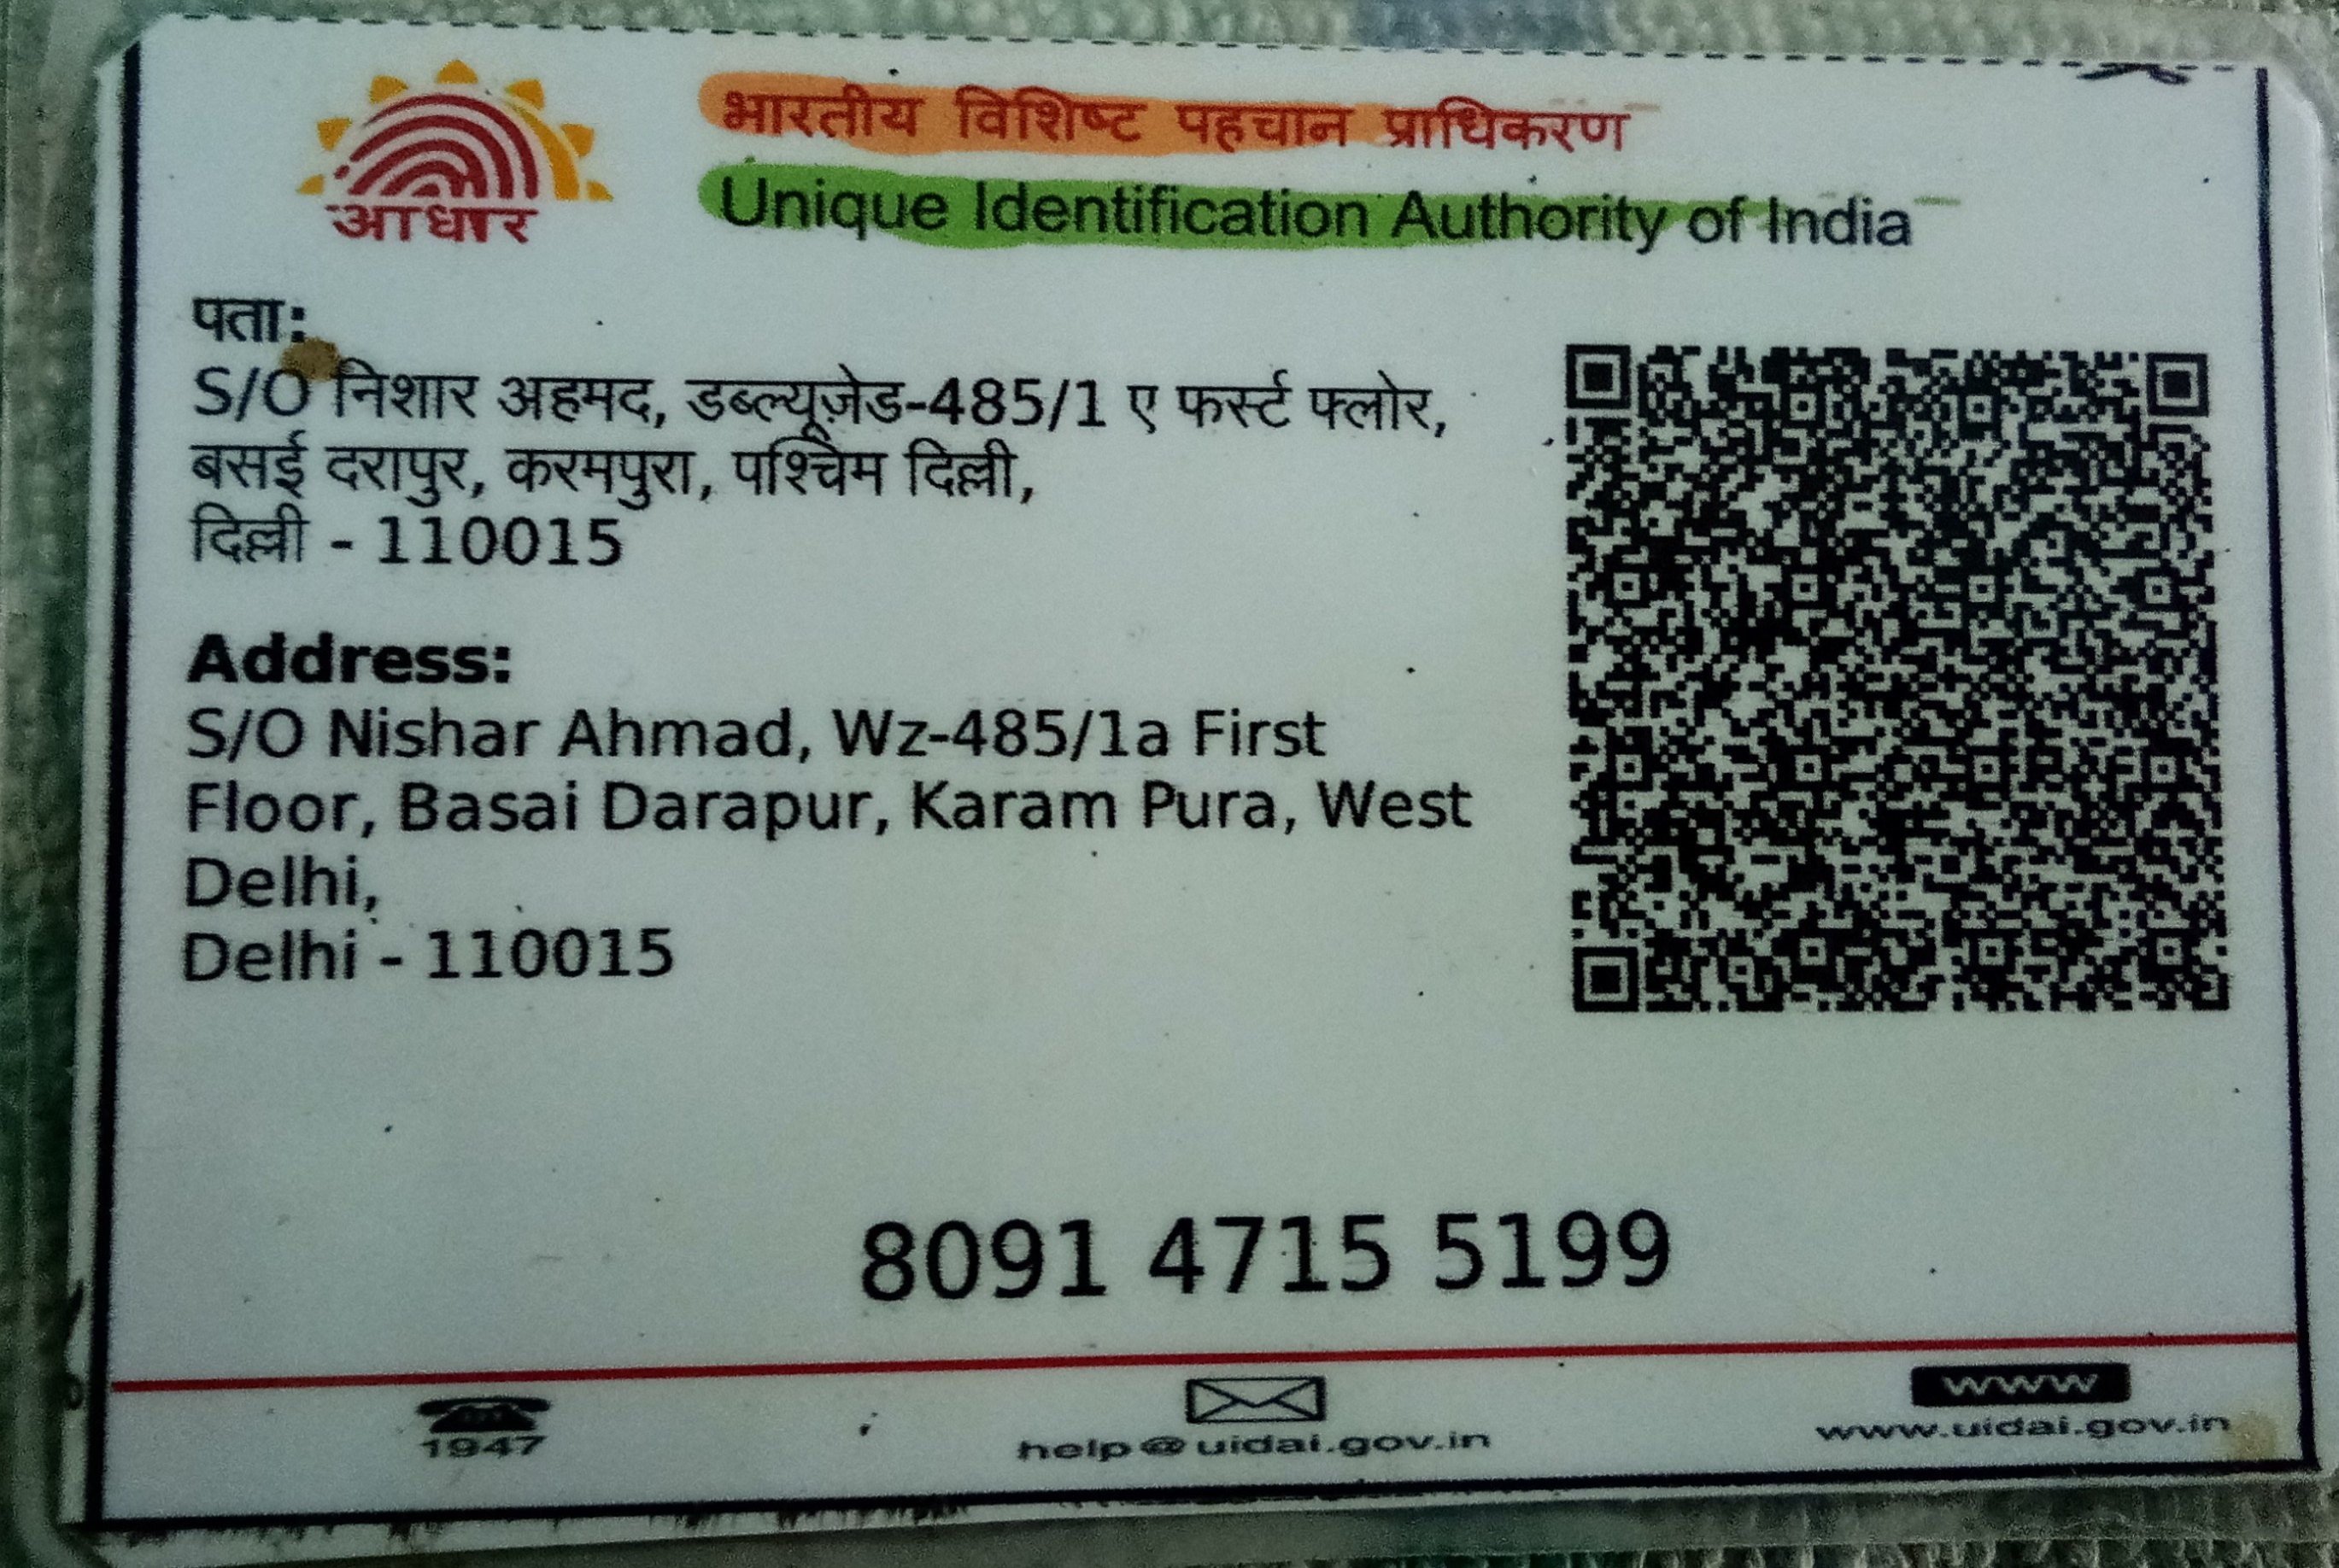 आधार
भारतीय विशिष्ट पहचान प्राधिकरण
Unique Identification Authority of India
पता:
S/O निशार अहमद, डब्ल्यूज़ेड-485/1 ए फर्स्ट फ्लोर,
बसई दरापुर, करमपुरा, पश्चिम दिल्ली,
दिल्ली - 110015
Address:
S/O Nishar Ahmad, Wz-485/1a First
Floor, Basai Darapur, Karam Pura, West
Delhi,
Delhi - 110015
8091 4715 5199
1947
help@uidai.gov.in
www
www.uidai.gov.in